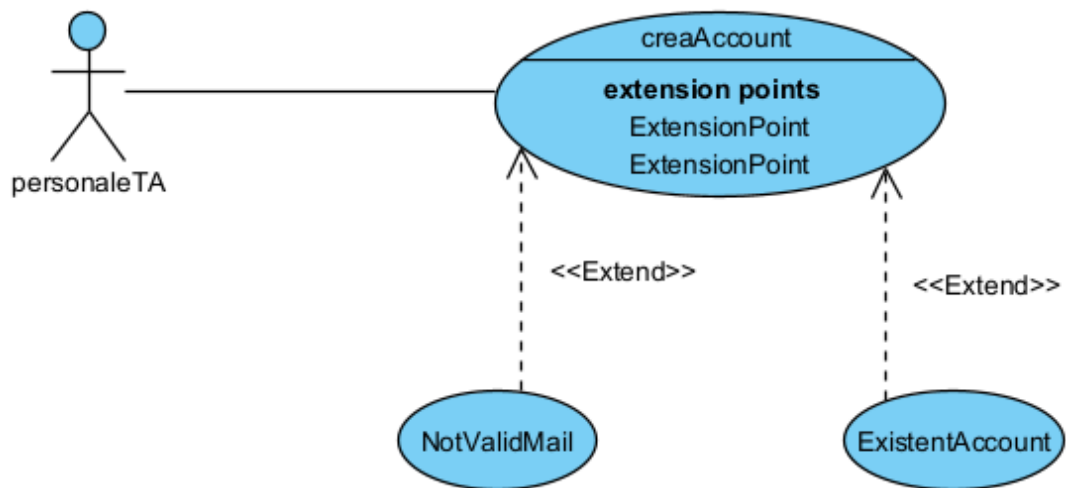 creaAccount
extension points
ExtensionPoint
ExtensionPoint
personaleTA
<<Extend>>
<<Extend>>
NotValidMail
ExistentAccount